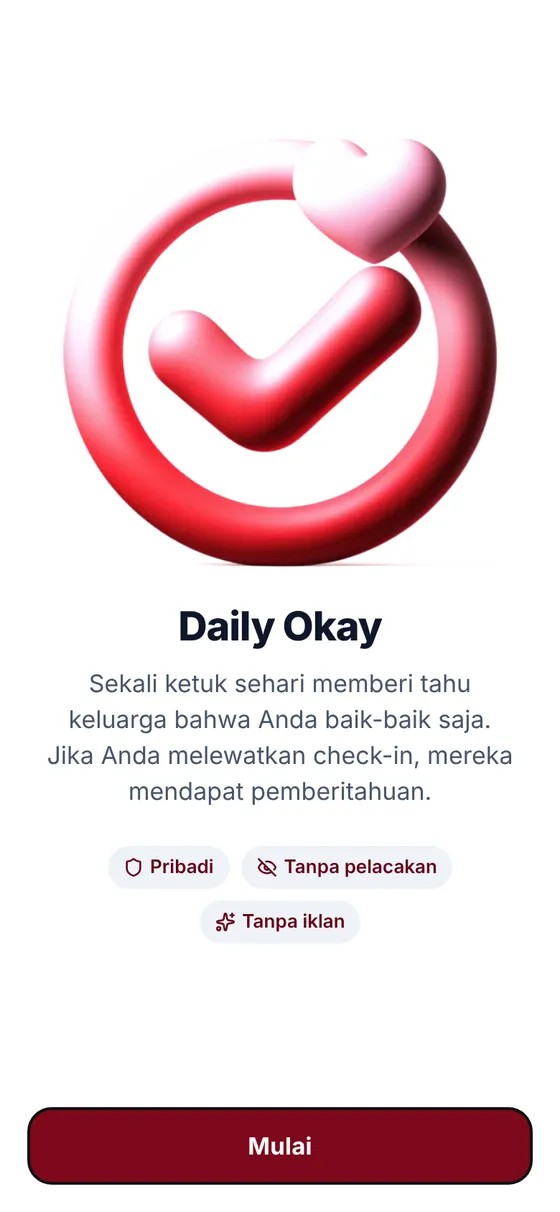 Daily Okay
Sekali ketuk sehari memberi tahu
keluarga bahwa Anda baik-baik saja.
Jika Anda melewatkan check-in, mereka
mendapat pemberitahuan.
Pribadi
Tanpa pelacakan
Tanpa iklan
Mulai